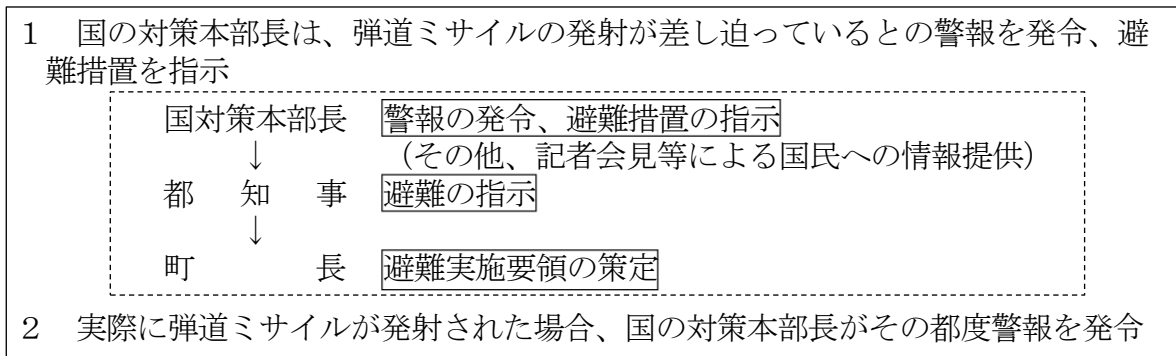 １　国の対策本部長は、弾道ミサイルの発射が差し迫っているとの警報を発令、避
難措置を指示
国対策本部長　警報の発令、避難措置の指示
↓　（その他、記者会見等による国民への情報提供）
都　知　事　避難の指示
↓
町　　　長　避難実施要領の策定
２　実際に弾道ミサイルが発射された場合、国の対策本部長がその都度警報を発令